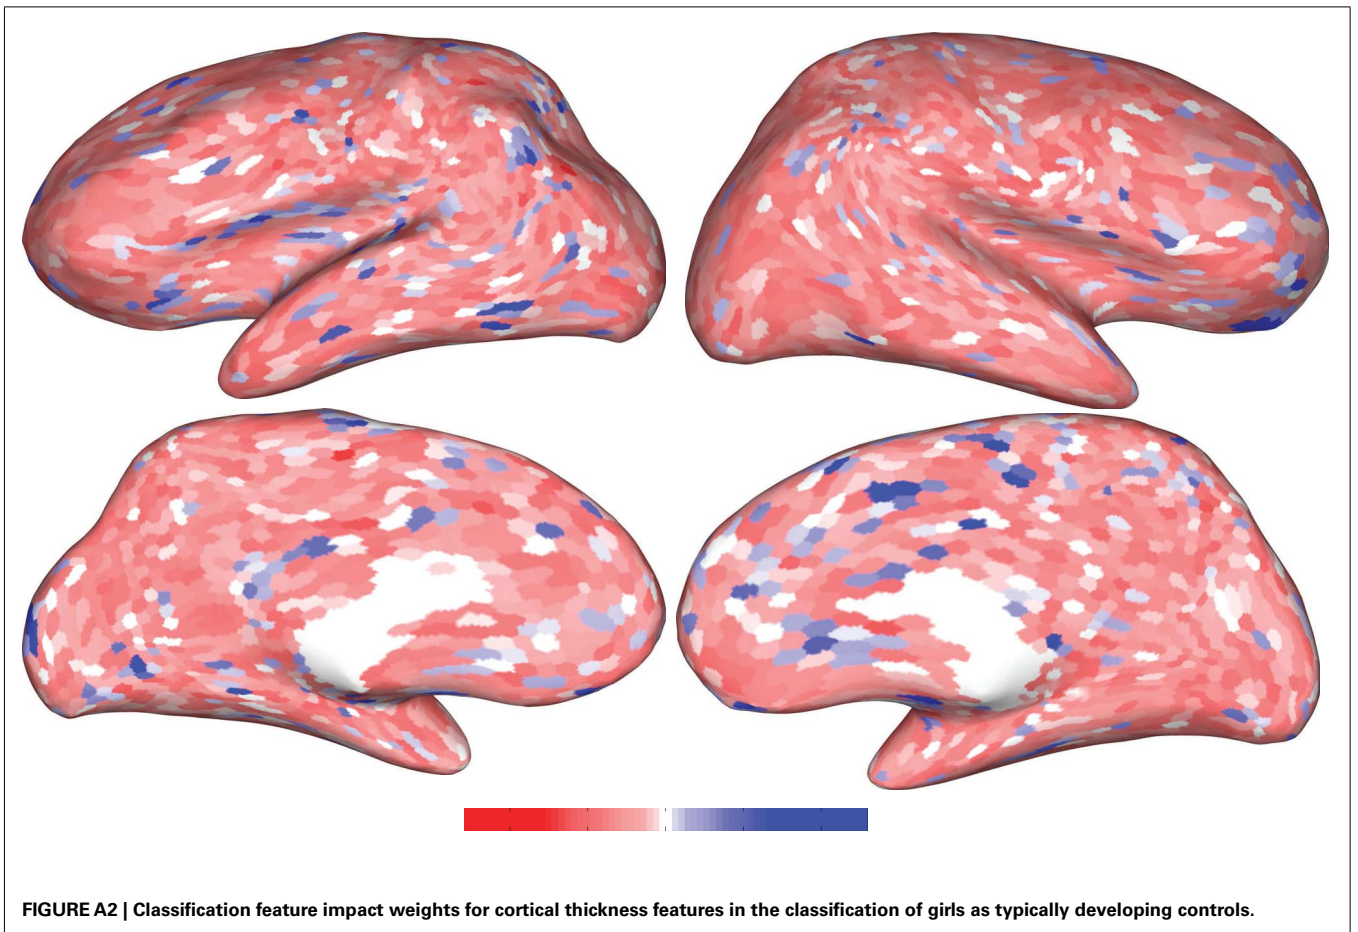 FIGURE A2 | Classification feature impact weights for cortical thickness features in the classification of girls as typically developing controls.